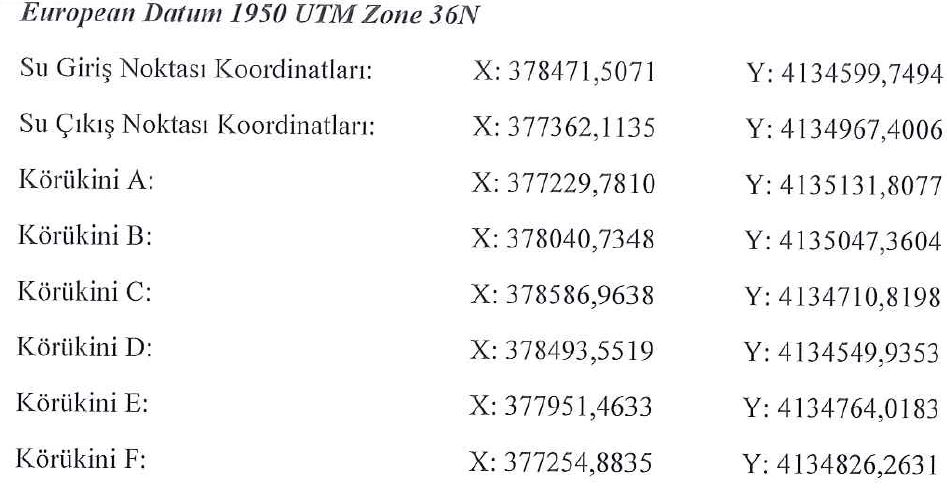 European Datum 1950 UTM Zone 36N
Su Giriş Noktası Koordinatları: X: 378471,5071 Y: 4134599,7494
Su Çıkış Noktası Koordinatları: X: 377362,1135 Y: 4134967,4006
Körükini A: X: 377229,7810 Y: 4135131,8077
Körükini B: X: 378040,7348 Y: 4135047,3604
Körükini C: X: 378586,9638 Y: 4134710,8198
Körükini D: X: 378493,5519 Y: 4134549,9353
Körükini E: X: 377951,4633 Y: 4134764,0183
Körükini F: X: 377254,8835 Y: 4134826,2631